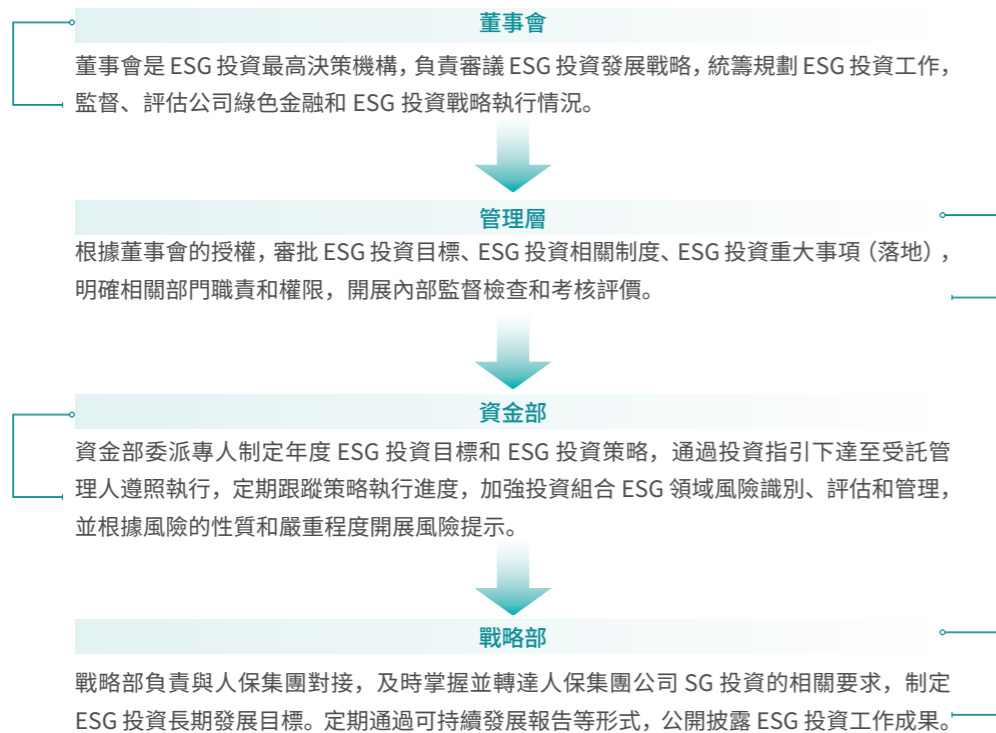 董事會
董事會是 ESG 投資最高決策機構，負責審議 ESG 投資發展戰略，統籌規劃 ESG 投資工作，
監督、評估公司綠色金融和 ESG 投資戰略執行情況。
管理層
根據董事會的授權，審批 ESG 投資目標、ESG 投資相關制度、ESG 投資重大事項（落地），
明確相關部門職責和權限，開展內部監督檢查和考核評價。
資金部
資金部委派專人制定年度 ESG 投資目標和 ESG 投資策略，通過投資指引下達至受託管
理人遵照執行，定期跟蹤策略執行進度，加強投資組合 ESG 領域風險識別、評估和管理，
並根據風險的性質和嚴重程度開展風險提示。
戰略部
戰略部負責與人保集團對接，及時掌握並轉達人保集團公司 SG 投資的相關要求，制定
ESG 投資長期發展目標。定期通過可持續發展報告等形式，公開披露 ESG 投資工作成果。